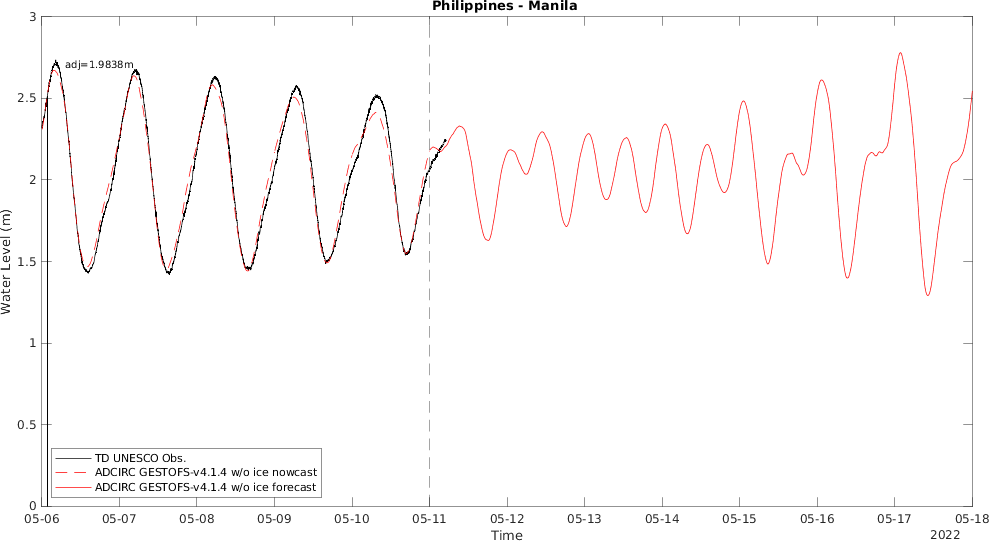 Philippines - Manila
3
adj=1.9838m
2.5
2
1.5
1
0.5
0
Water Level (m)
TD UNESCO Obs.
ADCIRC GESTOFS-v4.1.4 w/o ice nowcast
ADCIRC GESTOFS-v4.1.4 w/o ice forecast
05-06 05-07 05-08 05-09 05-10 05-11 05-12 05-13 05-14 05-15 05-16 05-17 05-18
Time
2022